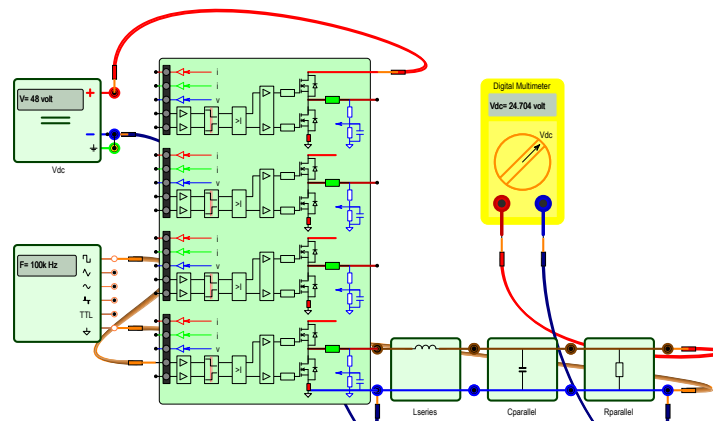 V= 48 volt
+
−
Vdc
F= 100k Hz
TTL
i
i
v
>|
i
i
v
>|
i
i
v
>|
i
i
v
>|
Digital Multimeter
Vdc= 24.704 volt
Vdc
Lseries
Cparallel
Rparallel